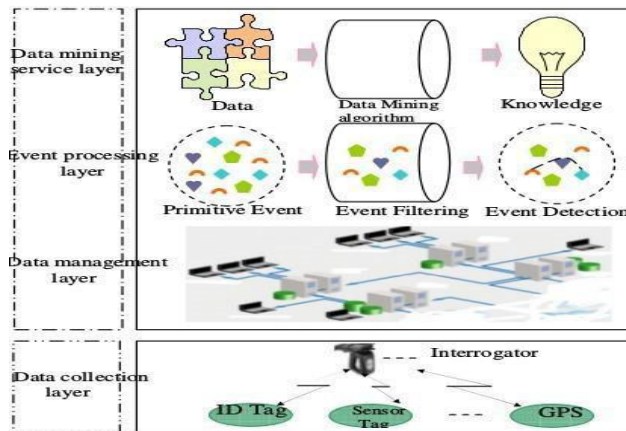 Data mining
service layer
Data
Data Mining
algorithm
Knowledge
Event processing
layer
Primitive Event
Event Filtering
Event Detection
Data management
layer
Data collection
layer
Interrogator
ID Tag
Sensor
Tag
GPS